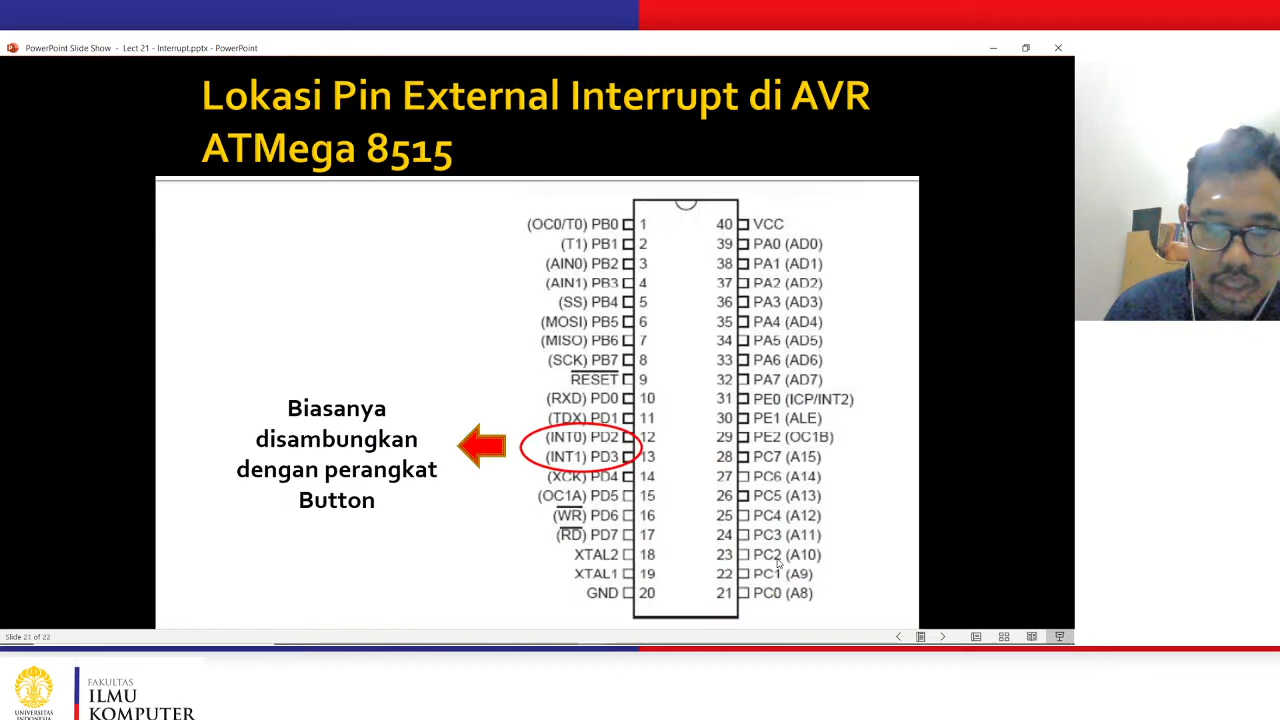 PowerPoint Slide Show - Lect 21 - Interrupt.pptx - PowerPoint
Lokasi Pin External Interrupt di AVR
ATMega 8515
(OC0/T0) PB0 1 40 VCC
(T1) PB1 2 39 PA0 (AD0)
(AIN0) PB2 3 38 PA1 (AD1)
(AIN1) PB3 4 37 PA2 (AD2)
(SS) PB4 5 36 PA3 (AD3)
(MOSI) PB5 6 35 PA4 (AD4)
(MISO) PB6 7 34 PA5 (AD5)
(SCK) PB7 8 33 PA6 (AD6)
RESET 9 32 PA7 (AD7)
(RXD) PD0 10 31 PE0 (ICP/INT2)
(TDX) PD1 11 30 PE1 (ALE)
(INT0) PD2 12 29 PE2 (OC1B)
(INT1) PD3 13 28 PC7 (A15)
(XCK) PD4 14 27 PC6 (A14)
(OC1A) PD5 15 26 PC5 (A13)
(WR) PD6 16 25 PC4 (A12)
(RD) PD7 17 24 PC3 (A11)
XTAL2 18 23 PC2 (A10)
XTAL1 19 22 PC1 (A9)
GND 20 21 PC0 (A8)
Biasanya
disambungkan
dengan perangkat
Button
Slide 21 of 22
UNIVERSITAS
INDONESIA
FAKULTAS
ILMU
KOMPUTER